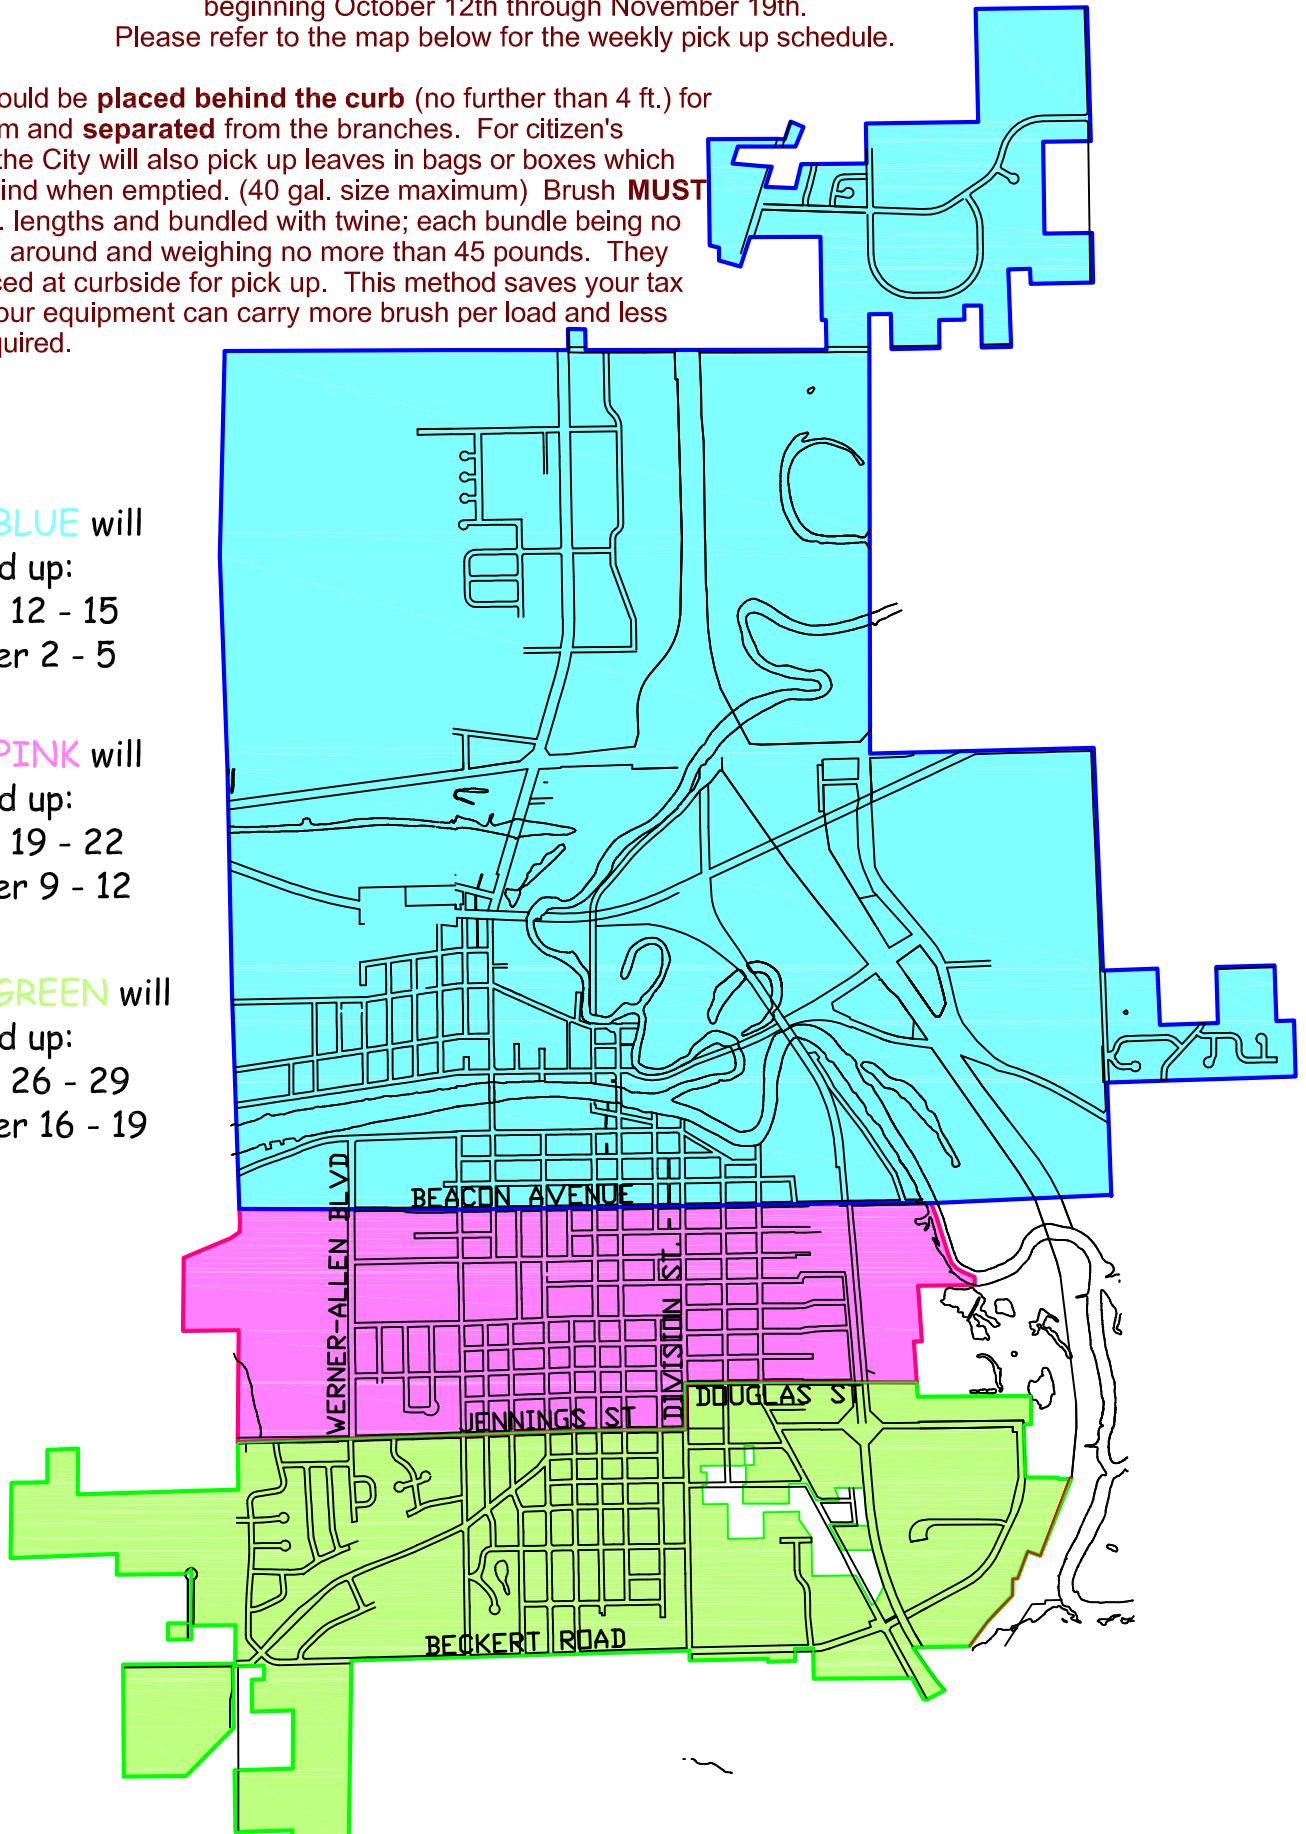 beginning October 12th through November 19th.
Please refer to the map below for the weekly pick up schedule.
ould be placed behind the curb (no further than 4 ft.) for
m and separated from the branches. For citizen's
the City will also pick up leaves in bags or boxes which
ind when emptied. (40 gal. size maximum) Brush MUST
. lengths and bundled with twine; each bundle being no
around and weighing no more than 45 pounds. They
ced at curbside for pick up. This method saves your tax
our equipment can carry more brush per load and less
quired.
BLUE will
d up:
12 - 15
er 2 - 5
PINK will
d up:
19 - 22
er 9 - 12
GREEN will
d up:
26 - 29
er 16 - 19
BEACON AVENUE
WERNER-ALLEN BLVD
DIVISION ST.
DOUGLAS ST
JENNINGS ST
BECKERT ROAD